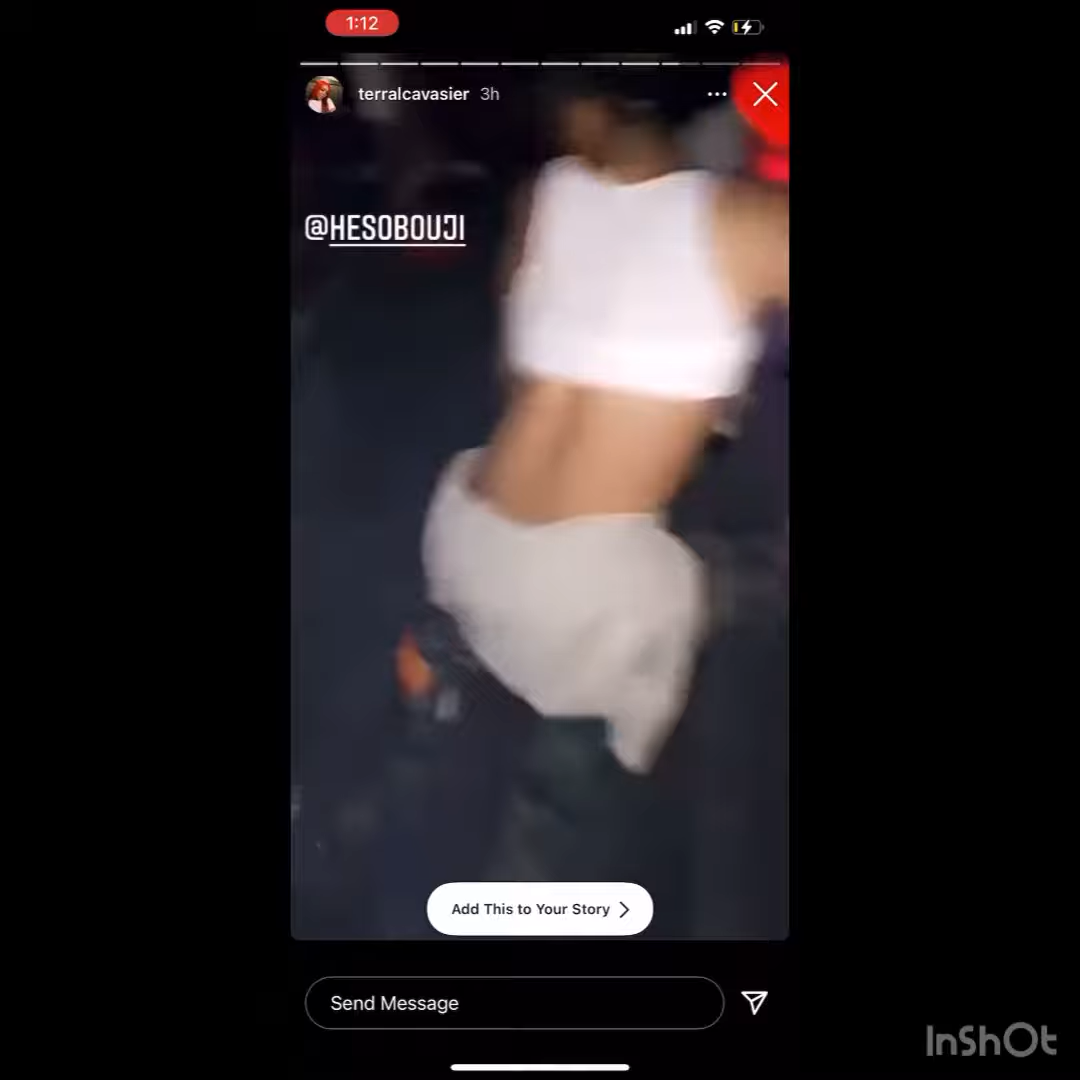 1:12
terralcavasier 3h
@HESOBOUJI
Add This to Your Story
Send Message
InShOt